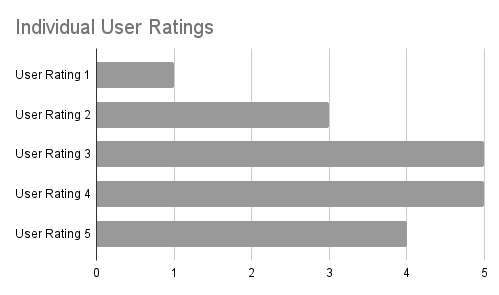 Individual User Ratings
User Rating 1
User Rating 2
User Rating 3
User Rating 4
User Rating 5
0 1 2 3 4 5